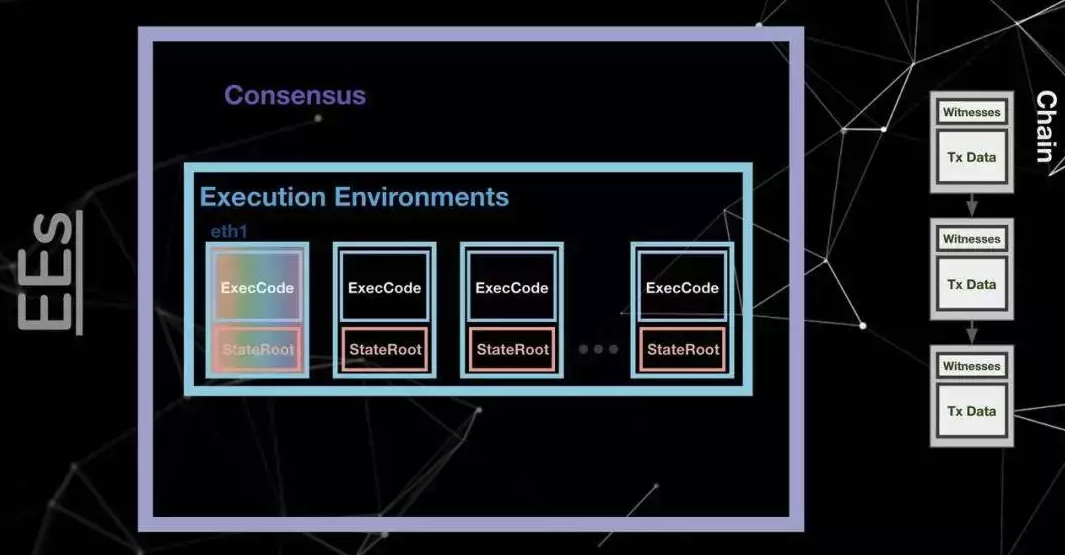 EEs
Consensus
Execution Environments
eth1
ExecCode
StateRoot
ExecCode
StateRoot
ExecCode
StateRoot
ExecCode
StateRoot
Chain
Witnesses
Tx Data
Witnesses
Tx Data
Witnesses
Tx Data